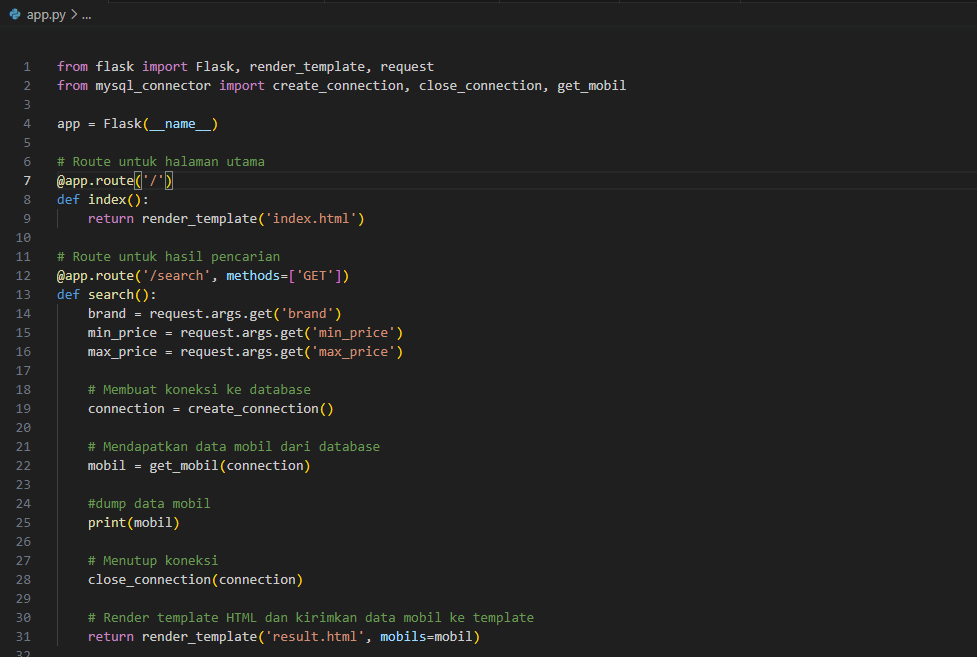 app.py > ...
1 from flask import Flask, render_template, request
2 from mysql_connector import create_connection, close_connection, get_mobil
3
4 app = Flask(__name__)
5
6 # Route untuk halaman utama
7 @app.route('/')
8 def index():
9     return render_template('index.html')
10
11 # Route untuk hasil pencarian
12 @app.route('/search', methods=['GET'])
13 def search():
14     brand = request.args.get('brand')
15     min_price = request.args.get('min_price')
16     max_price = request.args.get('max_price')
17
18     # Membuat koneksi ke database
19     connection = create_connection()
20
21     # Mendapatkan data mobil dari database
22     mobil = get_mobil(connection)
23
24     #dump data mobil
25     print(mobil)
26
27     # Menutup koneksi
28     close_connection(connection)
29
30     # Render template HTML dan kirimkan data mobil ke template
31     return render_template('result.html', mobils=mobil)
32